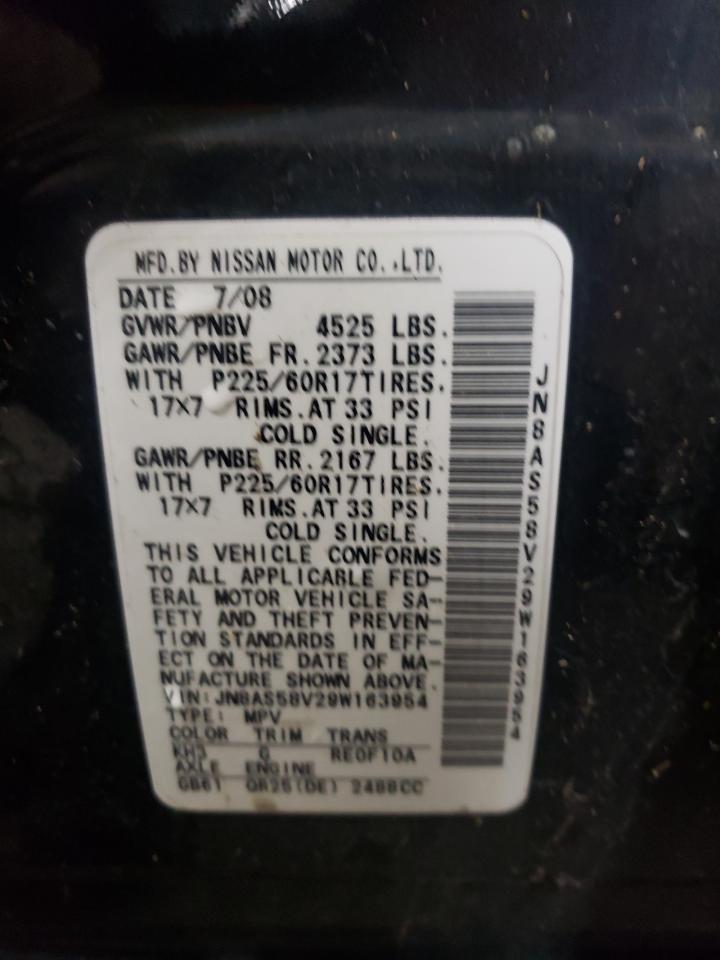 MFD.BY NISSAN MOTOR CO.,LTD.
DATE 7/08
GVWR/PNBV 4525 LBS.
GAWR/PNBE FR.2373 LBS.
WITH P225/60R17TIRES.
17×7 RIMS.AT 33 PSI
COLD SINGLE.
GAWR/PNBE RR.2167 LBS.
WITH P225/60R17TIRES.
17×7 RIMS.AT 33 PSI
COLD SINGLE.
THIS VEHICLE CONFORMS
TO ALL APPLICABLE FED-
ERAL MOTOR VEHICLE SA-
FETY AND THEFT PREVEN-
TION STANDARDS IN EFF-
ECT ON THE DATE OF MA-
NUFACTURE SHOWN ABOVE.
VIN:JN8AS58V29W163954
TYPE: MPV
COLOR TRIM TRANS
KH3 G RE0F10A
AXLE ENGINE
GB61 QR25(DE) 2488CC
JN8AS58V29W163954